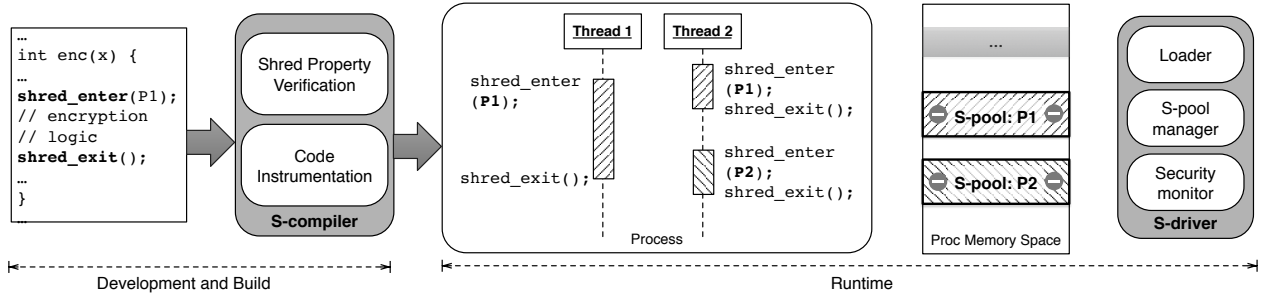 …
int enc(x) {
…
shred_enter(P1);
// encryption
// logic
shred_exit();
…
}
…
Shred Property
Verification
Code
Instrumentation
S-compiler
Thread 1
shred_enter
(P1);
shred_exit();
Thread 2
shred_enter
(P1);
shred_exit();
shred_enter
(P2);
shred_exit();
Process
...
S-pool: P1
S-pool: P2
Proc Memory Space
Loader
S-pool
manager
Security
monitor
S-driver
Development and Build
Runtime